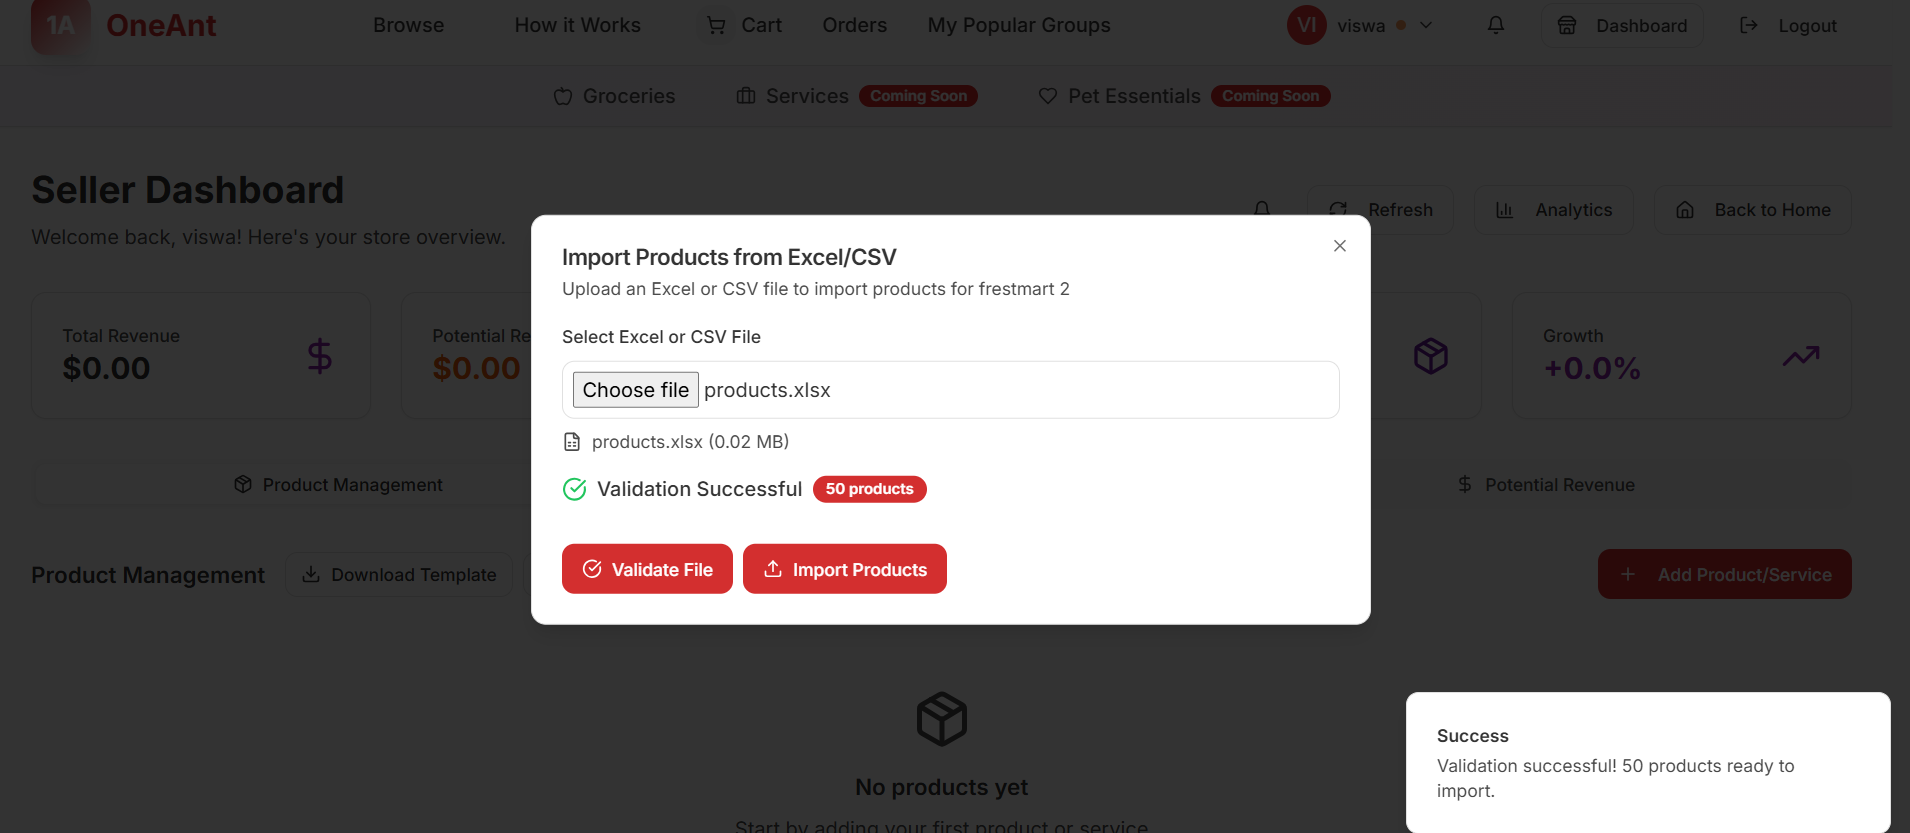 1A OneAnt Browse How it Works Cart Orders My Popular Groups VI viswa Dashboard Logout
Groceries Services Coming Soon Pet Essentials Coming Soon
Seller Dashboard
Welcome back, viswa! Here's your store overview.
Refresh Analytics Back to Home
Import Products from Excel/CSV
Upload an Excel or CSV file to import products for frestmart 2
Select Excel or CSV File
Choose file products.xlsx
products.xlsx (0.02 MB)
Validation Successful 50 products
Validate File Import Products
Total Revenue
$0.00
Potential Re
$0.00
Growth
+0.0%
Product Management
Potential Revenue
Product Management Download Template Add Product/Service
No products yet
Start by adding your first product or service
Success
Validation successful! 50 products ready to
import.